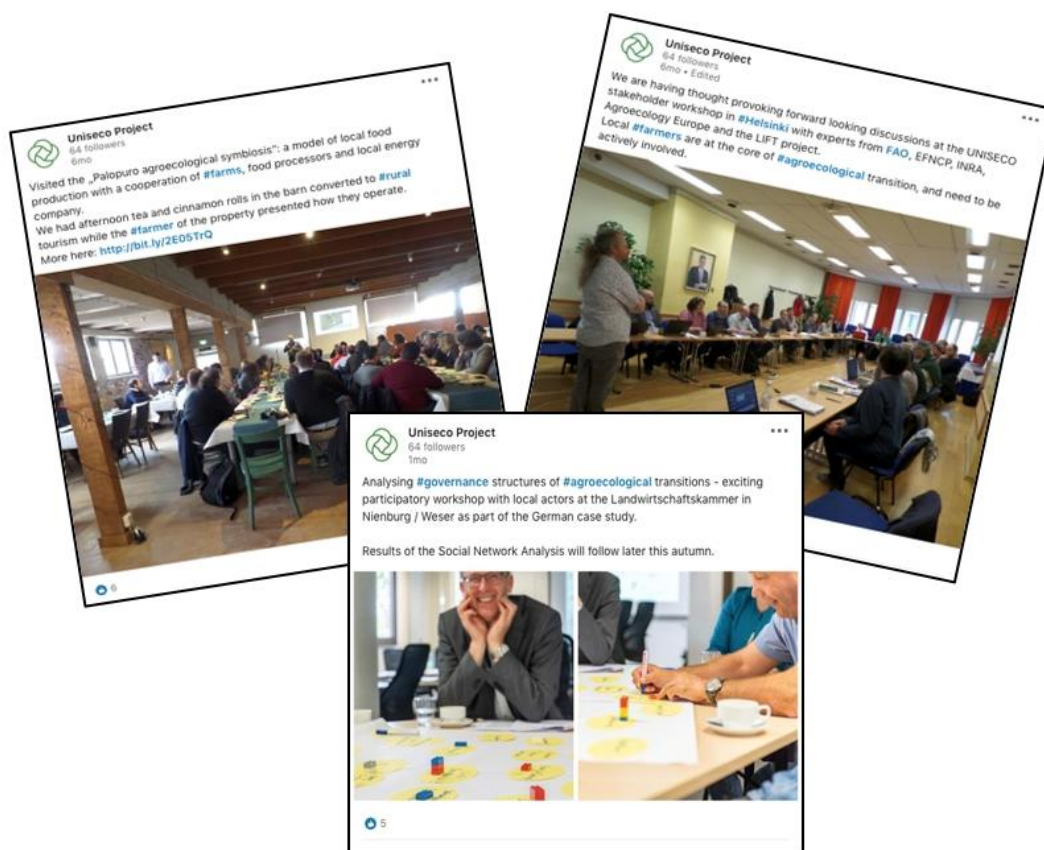 Uniseco Project
64 followers
6mo
Visited the „Palopuro agroecological symbiosis": a model of local food
production with a cooperation of #farms, food processors and local energy
company.
We had afternoon tea and cinnamon rolls in the barn converted to #rural
tourism while the #farmer of the property presented how they operate.
More here: http://bit.ly/2E05TrQ
6
Uniseco Project
64 followers
6mo • Edited
We are having thought provoking forward looking discussions at the UNISECO
stakeholder workshop in #Helsinki with experts from FAO, EFNCP, INRA,
Agroecology Europe and the LIFT project.
Local #farmers are at the core of #agroecological transition, and need to be
actively involved.
Uniseco Project
64 followers
1mo
Analysing #governance structures of #agroecological transitions - exciting
participatory workshop with local actors at the Landwirtschaftskammer in
Nienburg / Weser as part of the German case study.
Results of the Social Network Analysis will follow later this autumn.
5